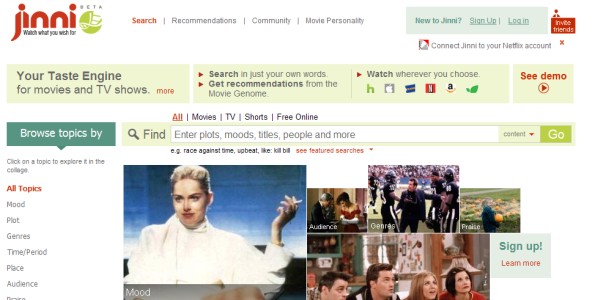 jinni BETA
Watch what you wish for
Search | Recommendations | Community | Movie Personality
New to Jinni? Sign Up | Log in
Invite friends
Connect Jinni to your Netflix account x
Your Taste Engine
for movies and TV shows. more
Search in just your own words.
Get recommendations from the
Movie Genome.
Watch wherever you choose.
h
a
See demo
All | Movies | TV | Shorts | Free Online
Browse topics by
Find Enter plots, moods, titles, people and more content Go
e.g. race against time, upbeat, like: kill bill see featured searches
Click on a topic to explore it in the
collage.
All Topics
Mood
Plot
Genres
Time/Period
Place
Audience
Praise
Audience
Genres
Praise
Sign up!
Learn more
Mood